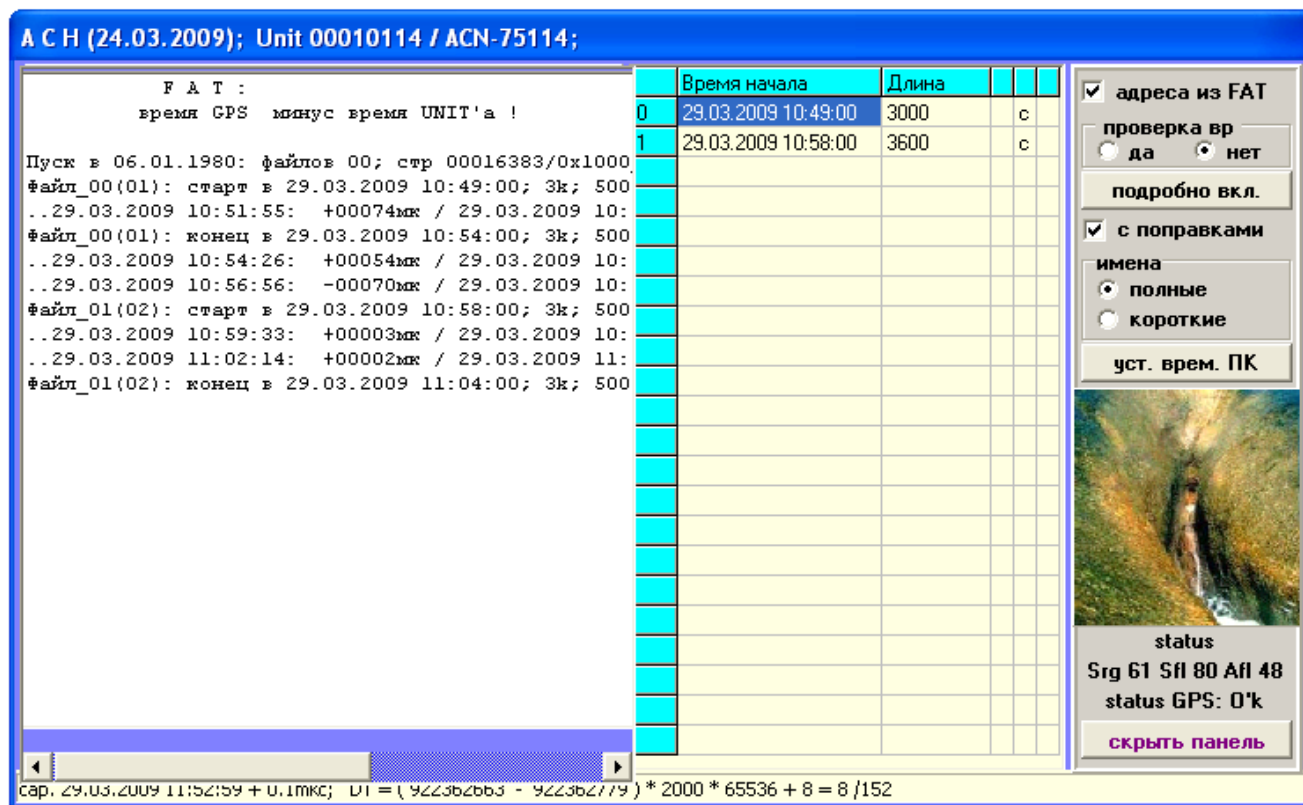 A C H (24.03.2009); Unit 00010114 / ACN-75114;
F A T :
время GPS минус время UNIT'а !
Пуск в 06.01.1980: файлов 00; стр 00016383/0x1000
Файл_00(01): старт в 29.03.2009 10:49:00; 3k; 500
..29.03.2009 10:51:55: +00074мк / 29.03.2009 10:
Файл_00(01): конец в 29.03.2009 10:54:00; 3k; 500
..29.03.2009 10:54:26: +00054мк / 29.03.2009 10:
..29.03.2009 10:56:56: -00070мк / 29.03.2009 10:
Файл_01(02): старт в 29.03.2009 10:58:00; 3k; 500
..29.03.2009 10:59:33: +00003мк / 29.03.2009 10:
..29.03.2009 11:02:14: +00002мк / 29.03.2009 11:
Файл_01(02): конец в 29.03.2009 11:04:00; 3k; 500
Время начала Длина
0 29.03.2009 10:49:00 3000 с
1 29.03.2009 10:58:00 3600 с
адреса из FAT
проверка вр
да нет
подробно вкл.
с поправками
имена
полные
короткие
уст. врем. ПК
status
Srg 61 Sfl 80 Afl 48
status GPS: O'k
скрыть панель
сар. 29.03.2009 11:52:59 + 0.1мкс; DT = ( 922362663 - 922362779 ) * 2000 * 65536 + 8 = 8 /152